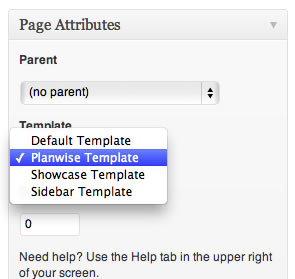 Page Attributes
Parent
(no parent)
Template
Default Template
✓ Planwise Template
Showcase Template
Sidebar Template
0
Need help? Use the Help tab in the upper right
of your screen.